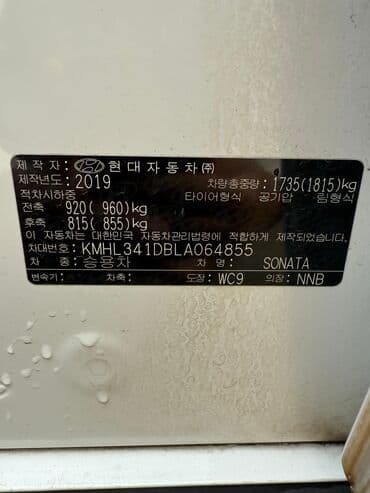 제 작 자: 현대자동차㈜
제작년도: 2019 차량총중량: 1735(1815)kg
적차시하중 타이어형식 공기압 림형식
전축 920( 960)kg
후축 815( 855)kg
이 자동차는 대한민국 자동차관리법령에 적합하게 제작되었습니다.
차대번호: KMHL341DBLA064855
차 종: 승용차 차 명: SONATA
변속기: 차축: 도장: WC9 의장: NNB